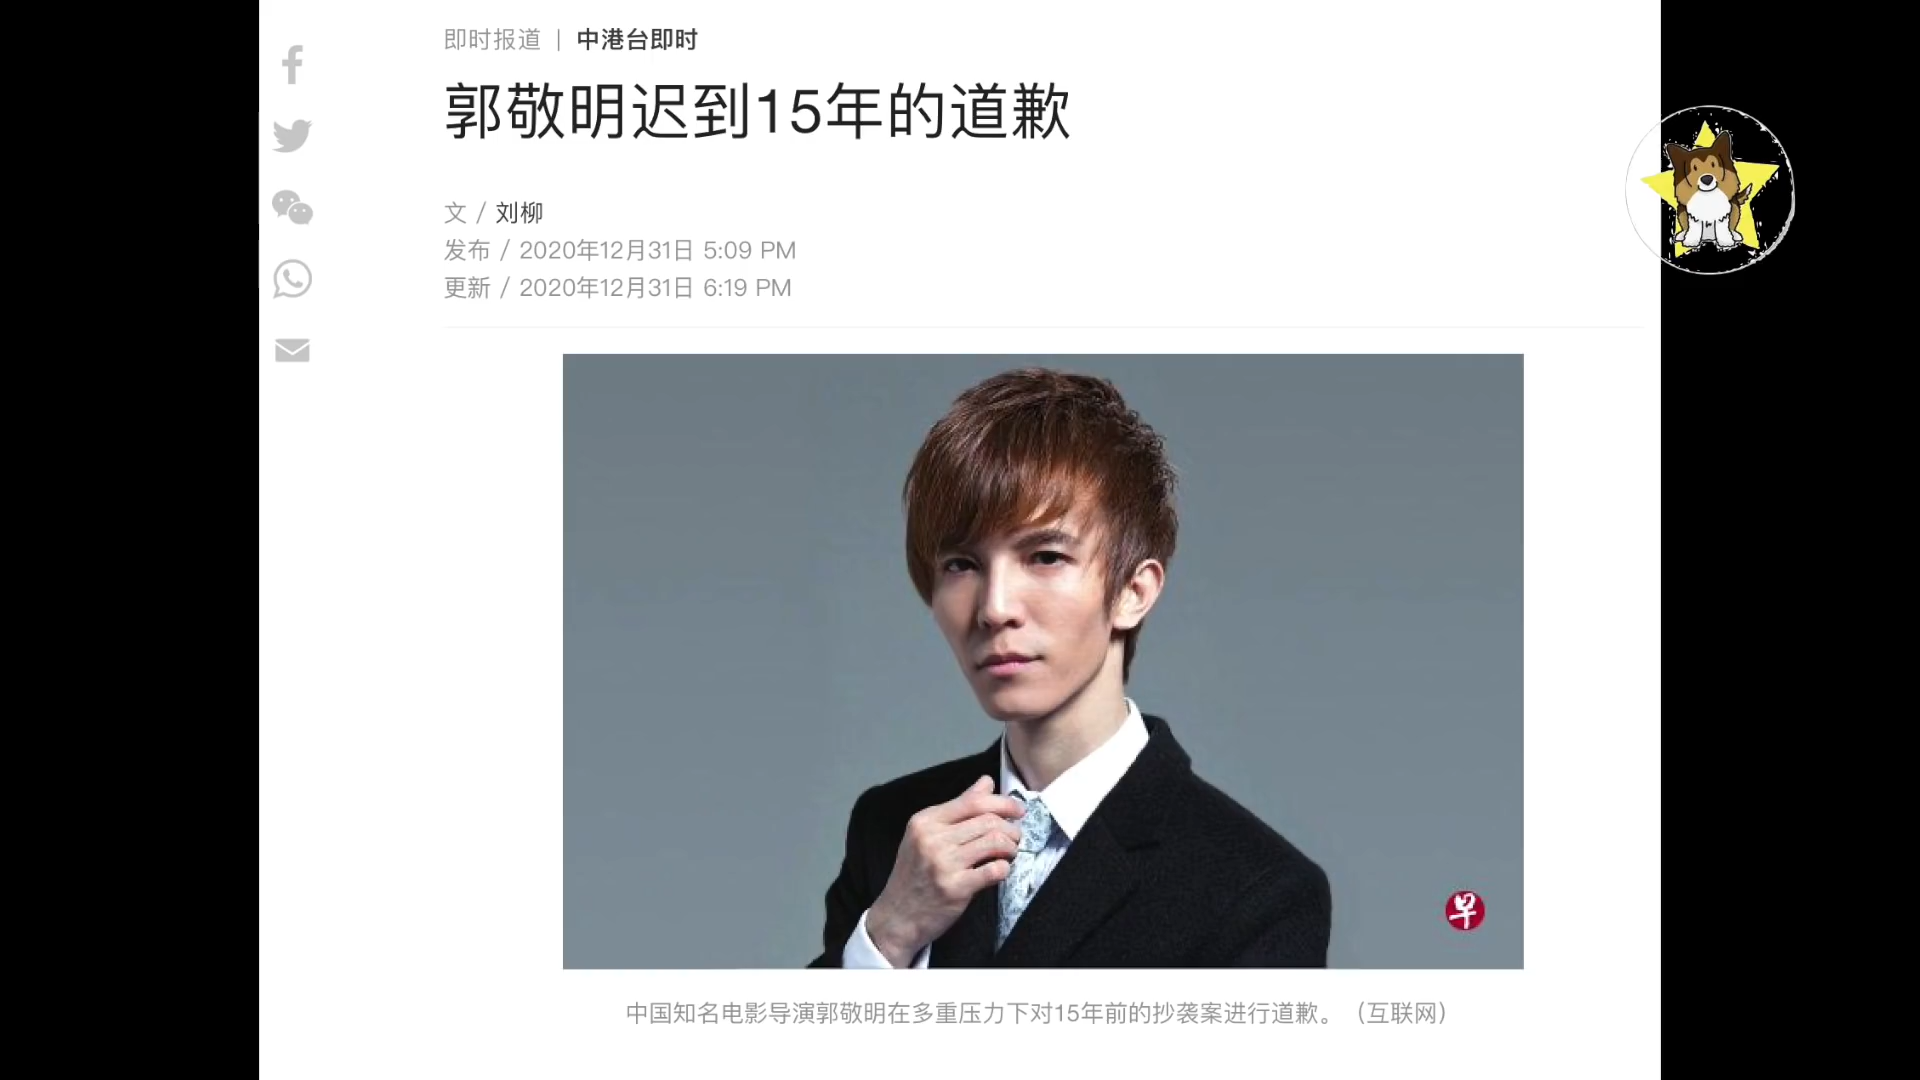 即时报道 | 中港台即时
郭敬明迟到15年的道歉
文 / 刘柳
发布 / 2020年12月31日 5:09 PM
更新 / 2020年12月31日 6:19 PM
早
中国知名电影导演郭敬明在多重压力下对15年前的抄袭案进行道歉。（互联网）